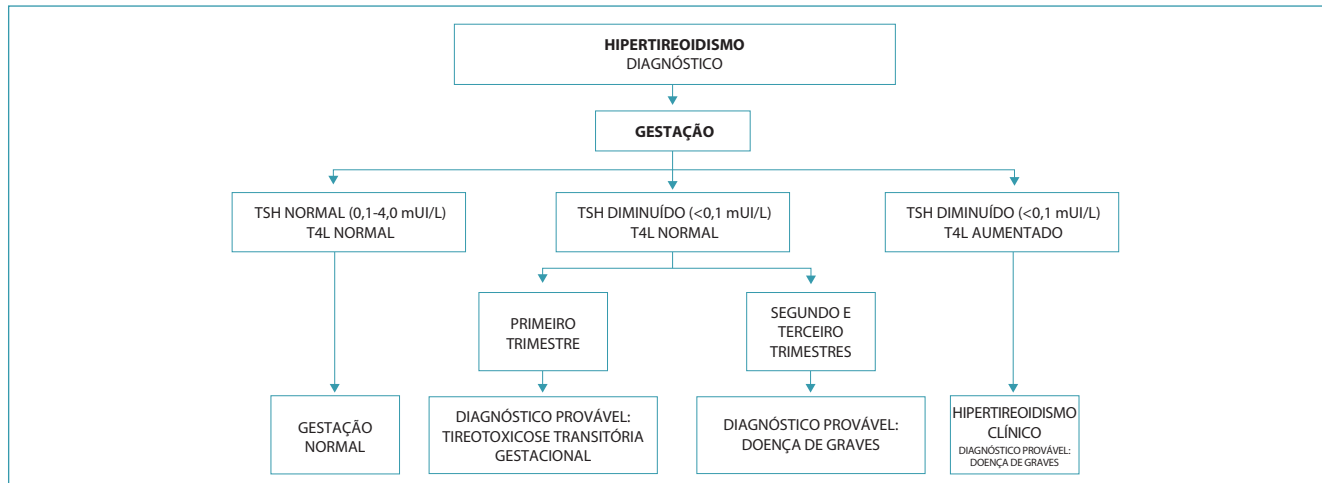 HIPERTIREOIDISMO
DIAGNÓSTICO
GESTAÇÃO
TSH NORMAL (0,1-4,0 mUI/L)
T4L NORMAL
TSH DIMINUÍDO (<0,1 mUI/L)
T4L NORMAL
TSH DIMINUÍDO (<0,1 mUI/L)
T4L AUMENTADO
PRIMEIRO
TRIMESTRE
SEGUNDO E
TERCEIRO
TRIMESTRES
GESTAÇÃO
NORMAL
DIAGNÓSTICO PROVÁVEL:
TIREOTOXICOSE TRANSITÓRIA
GESTACIONAL
DIAGNÓSTICO PROVÁVEL:
DOENÇA DE GRAVES
HIPERTIREOIDISMO
CLÍNICO
DIAGNÓSTICO PROVÁVEL:
DOENÇA DE GRAVES